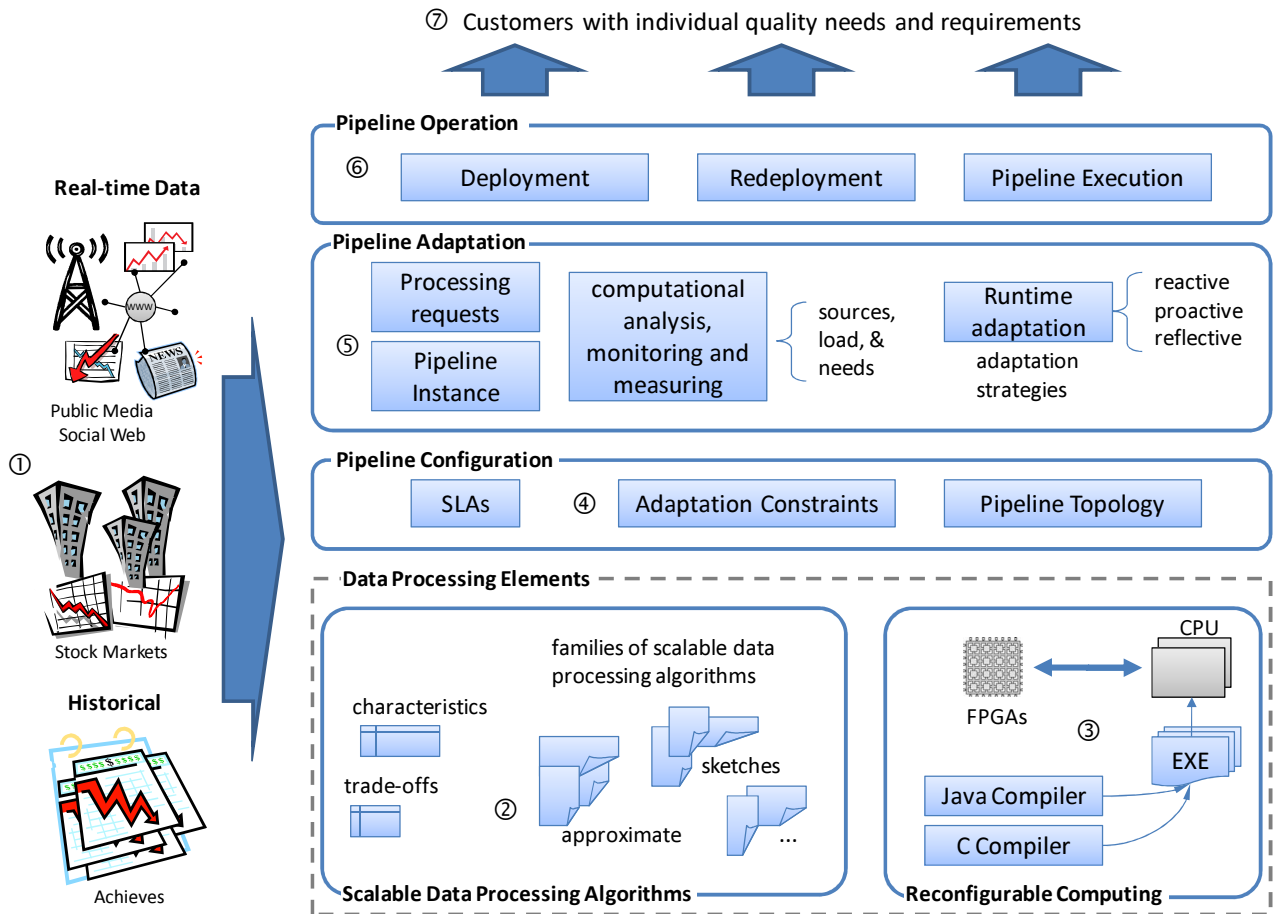 ⑦ Customers with individual quality needs and requirements
Pipeline Operation
⑥
Deployment
Redeployment
Pipeline Execution
Real-time Data
www
NEWS
Public Media
Social Web
①
Stock Markets
Historical
$$$$ $ $$$$
Achieves
Pipeline Adaptation
⑤
Processing
requests
Pipeline
Instance
computational
analysis,
monitoring and
measuring
sources,
load, &
needs
Runtime
adaptation
adaptation
strategies
reactive
proactive
reflective
Pipeline Configuration
SLAs
④
Adaptation Constraints
Pipeline Topology
Data Processing Elements
families of scalable data
processing algorithms
characteristics
trade-offs
②
approximate
sketches
...
Scalable Data Processing Algorithms
CPU
FPGAs
③
EXE
Java Compiler
C Compiler
Reconfigurable Computing